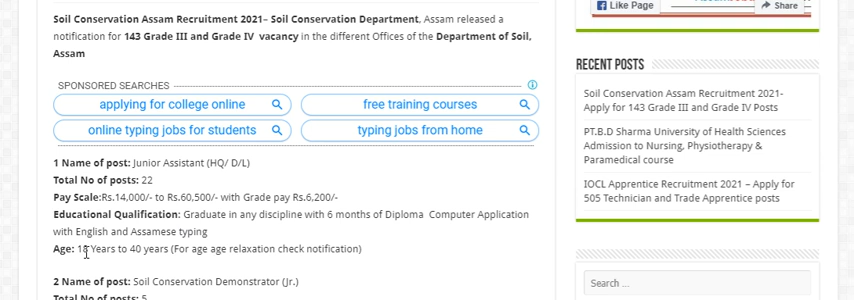 Soil Conservation Assam Recruitment 2021– Soil Conservation Department, Assam released a
notification for 143 Grade III and Grade IV vacancy in the different Offices of the Department of Soil,
Assam
SPONSORED SEARCHES
applying for college online
free training courses
online typing jobs for students
typing jobs from home
1 Name of post: Junior Assistant (HQ/ D/L)
Total No of posts: 22
Pay Scale:Rs.14,000/- to Rs.60,500/- with Grade pay Rs.6,200/-
Educational Qualification: Graduate in any discipline with 6 months of Diploma Computer Application
with English and Assamese typing
Age: Years to 40 years (For age age relaxation check notification)
2 Name of post: Soil Conservation Demonstrator (Jr.)
Total No of posts: 5
Like Page
Share
RECENT POSTS
Soil Conservation Assam Recruitment 2021-
Apply for 143 Grade III and Grade IV Posts
PT.B.D Sharma University of Health Sciences
Admission to Nursing, Physiotherapy &
Paramedical course
IOCL Apprentice Recruitment 2021 – Apply for
505 Technician and Trade Apprentice posts
Search ...